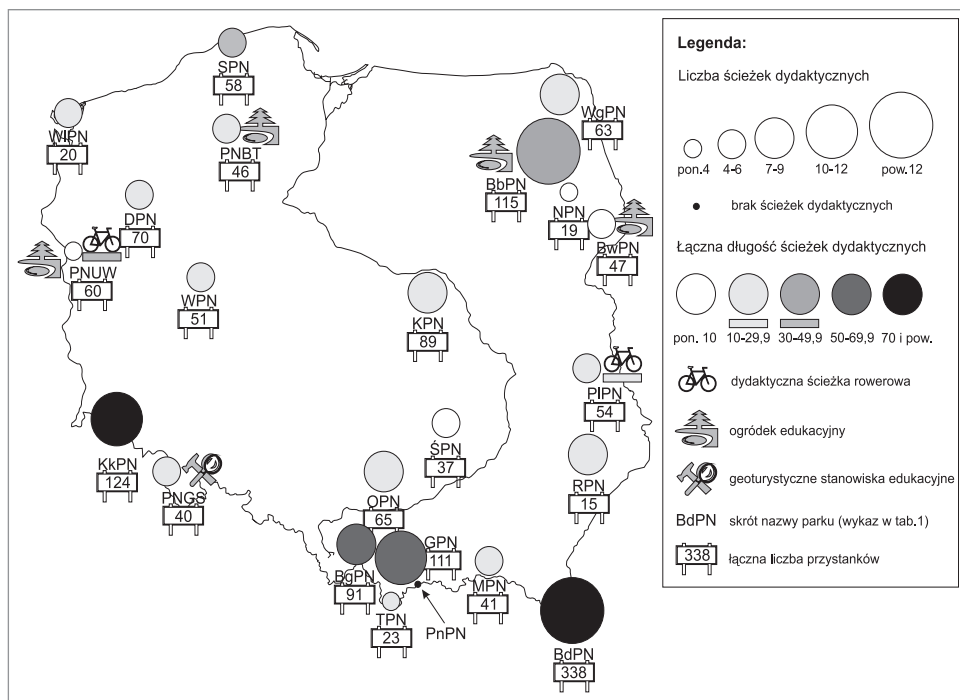 SPN
58
WlPN
20
PNBT
46
WgPN
63
BbPN
115
NPN
19
BwPN
47
DPN
70
PNUW
60
WPN
51
KPN
89
PlPN
54
KkPN
124
PNGS
40
ŚPN
37
RPN
15
OPN
65
GPN
111
BgPN
91
TPN
23
PnPN
MPN
41
BdPN
338
Legenda:
Liczba ścieżek dydaktycznych
pon.4 4-6 7-9 10-12 pow.12
brak ścieżek dydaktycznych
Łączna długość ścieżek dydaktycznych
pon. 10 10-29,9 30-49,9 50-69,9 70 i pow.
dydaktyczna ścieżka rowerowa
ogródek edukacyjny
geoturystyczne stanowiska edukacyjne
BdPN skrót nazwy parku (wykaz w tab.1)
338 łączna liczba przystanków